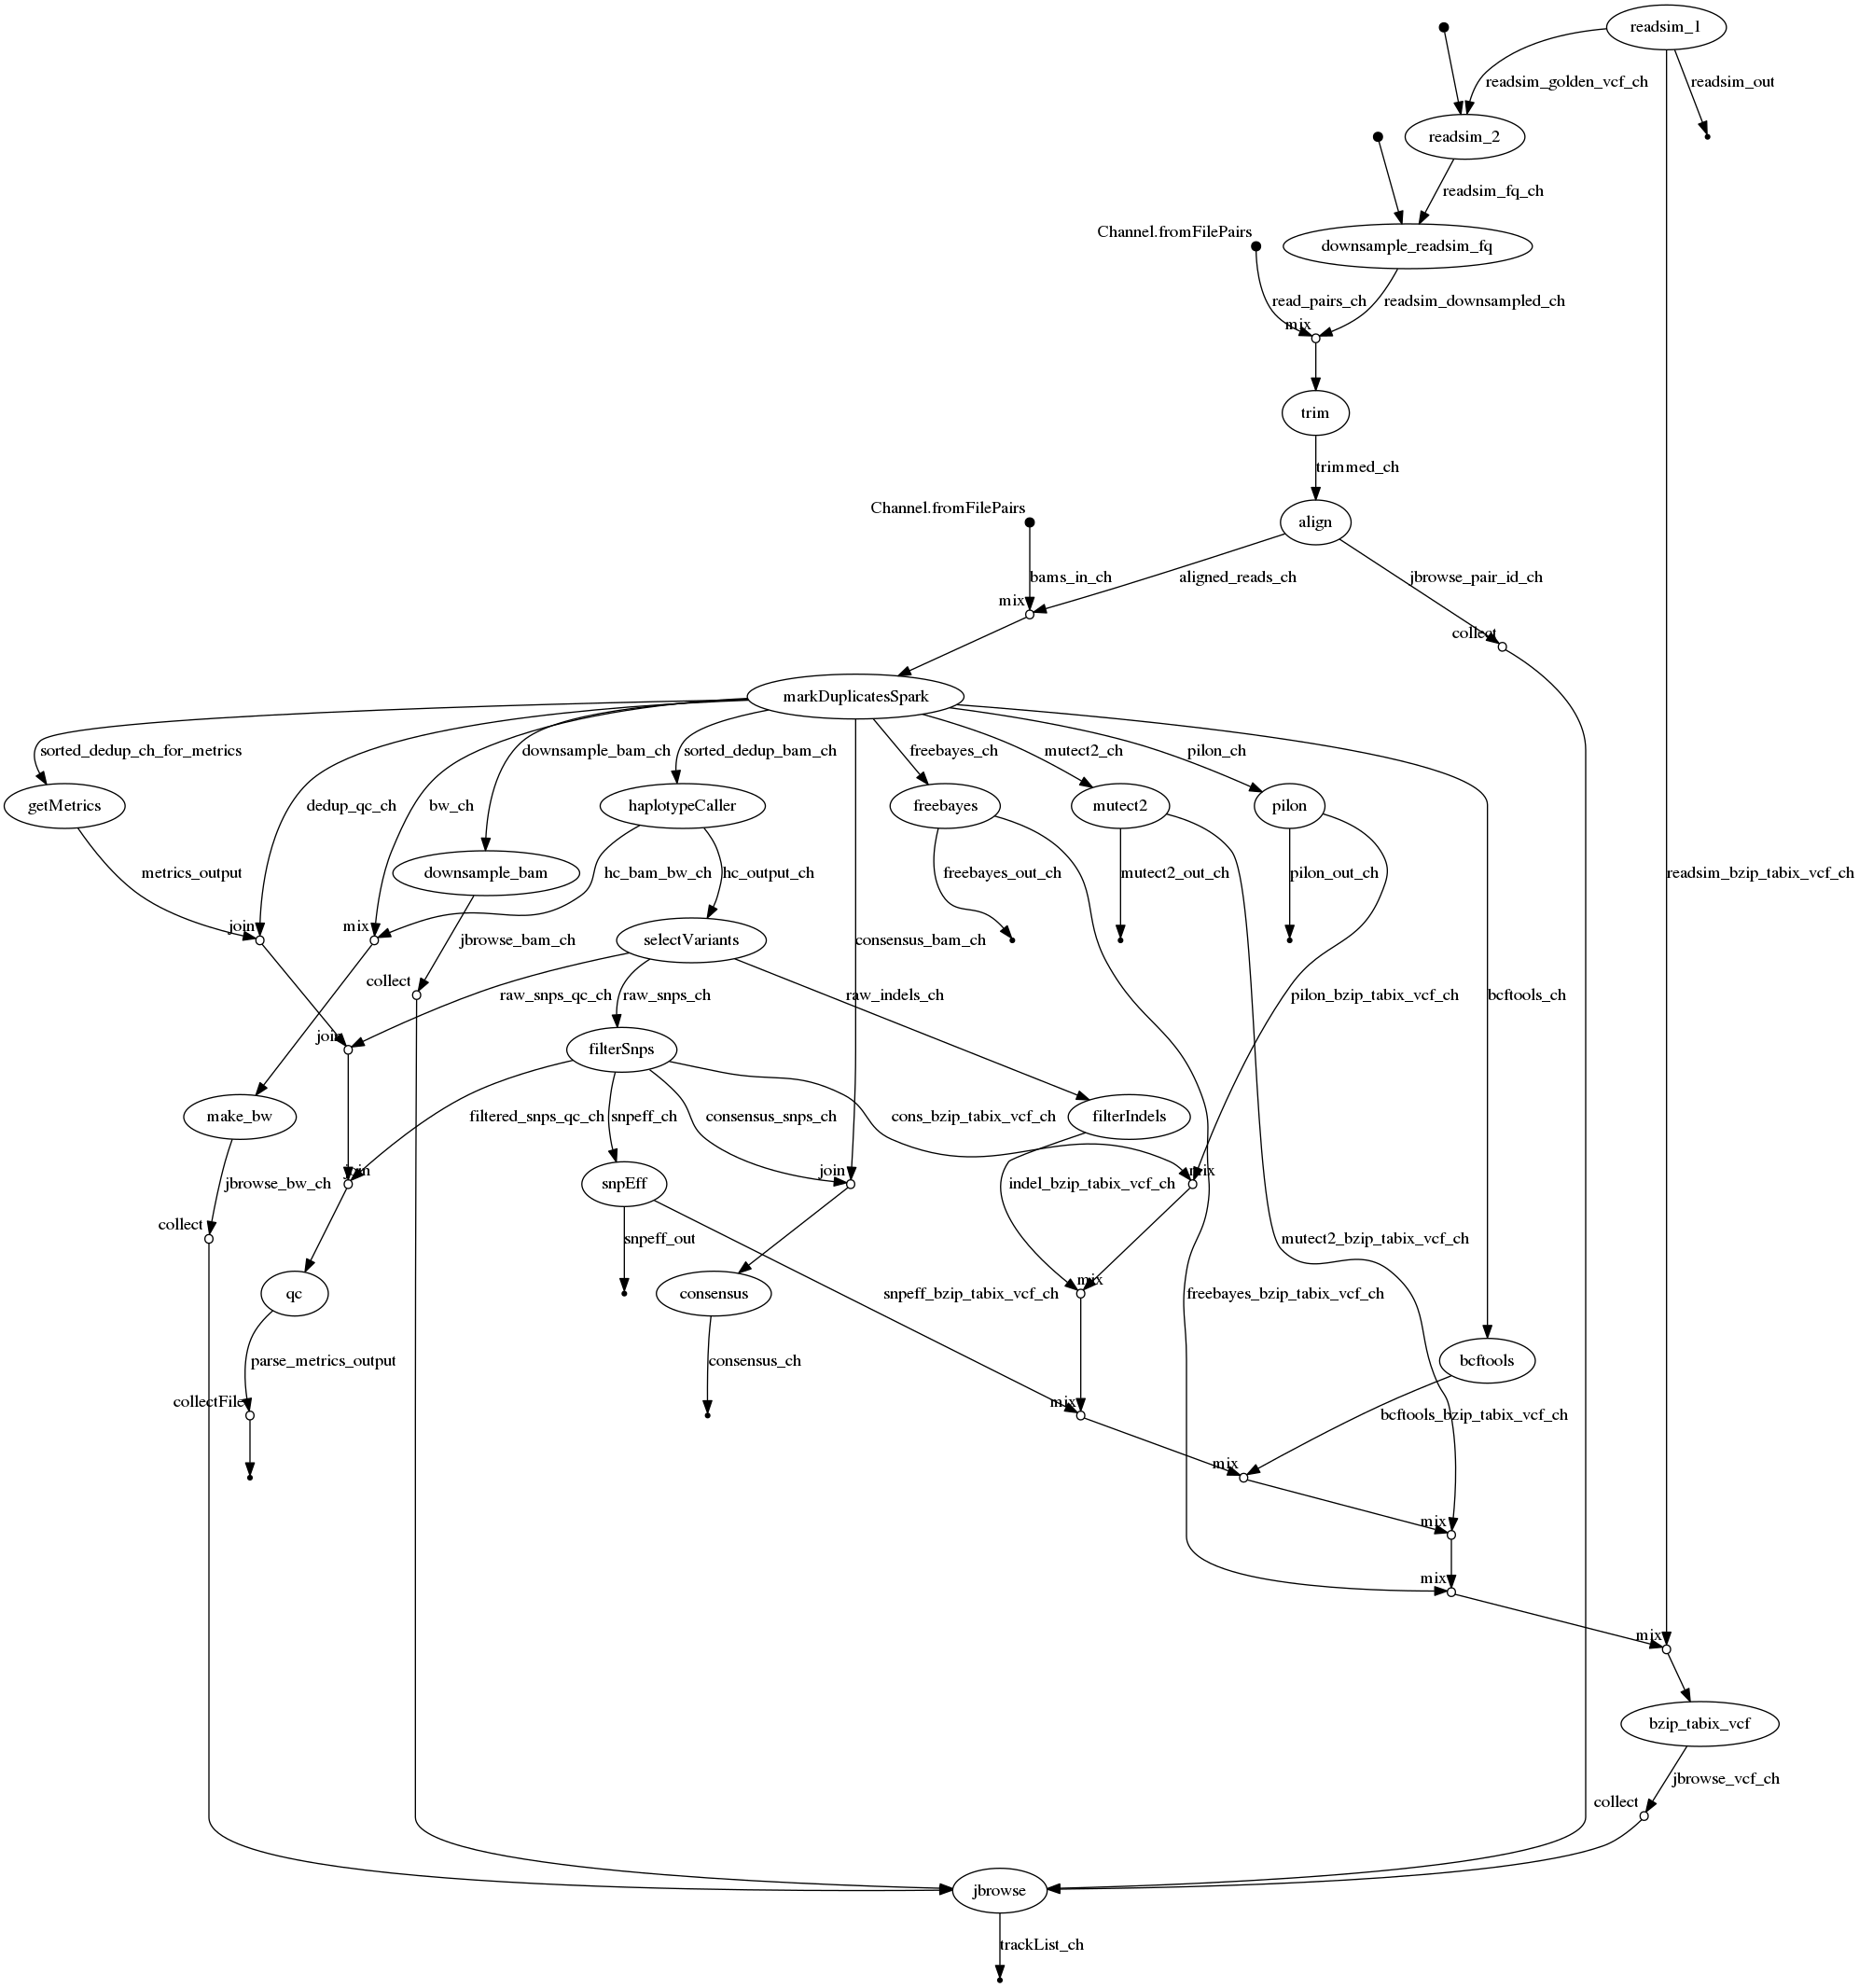 readsim_1
readsim_golden_vcf_ch
readsim_out
readsim_2
readsim_fq_ch
Channel.fromFilePairs
downsample_readsim_fq
read_pairs_ch
readsim_downsampled_ch
mix
trim
trimmed_ch
Channel.fromFilePairs
align
bams_in_ch
aligned_reads_ch
jbrowse_pair_id_ch
mix
collect
markDuplicatesSpark
sorted_dedup_ch_for_metrics
downsample_bam_ch
sorted_dedup_bam_ch
freebayes_ch
mutect2_ch
pilon_ch
getMetrics
dedup_qc_ch
bw_ch
haplotypeCaller
freebayes
mutect2
pilon
metrics_output
downsample_bam
hc_bam_bw_ch
hc_output_ch
freebayes_out_ch
mutect2_out_ch
pilon_out_ch
readsim_bzip_tabix_vcf_ch
join
mix
jbrowse_bam_ch
selectVariants
consensus_bam_ch
collect
raw_snps_qc_ch
raw_snps_ch
raw_indels_ch
pilon_bzip_tabix_vcf_ch
bcftools_ch
join
filterSnps
make_bw
filtered_snps_qc_ch
snpeff_ch
consensus_snps_ch
cons_bzip_tabix_vcf_ch
filterIndels
join
jbrowse_bw_ch
snpEff
join
indel_bzip_tabix_vcf_ch
mix
collect
snpeff_out
mutect2_bzip_tabix_vcf_ch
qc
consensus
snpeff_bzip_tabix_vcf_ch
mix
freebayes_bzip_tabix_vcf_ch
parse_metrics_output
consensus_ch
bcftools
collectFile
mix
bcftools_bzip_tabix_vcf_ch
mix
mix
mix
mix
bzip_tabix_vcf
jbrowse_vcf_ch
collect
jbrowse
trackList_ch